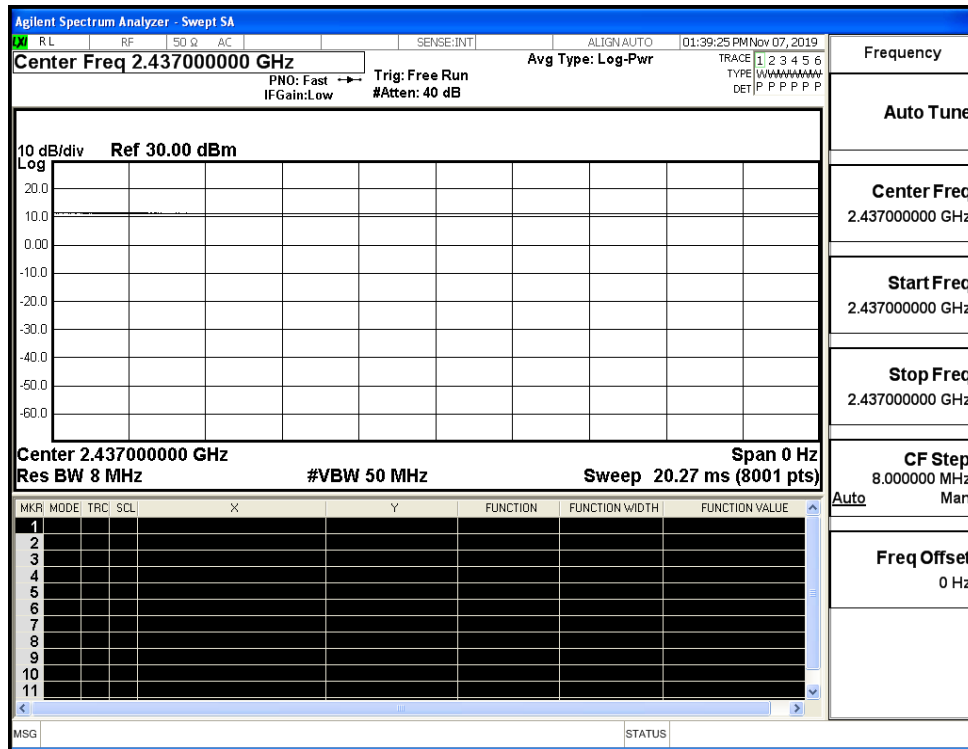 Agilent Spectrum Analyzer - Swept SA
LXI RL RF 50 Ω AC SENSE:INT ALIGN AUTO 01:39:25 PM Nov 07, 2019
Center Freq 2.437000000 GHz
PNO: Fast
IFGain:Low
Trig: Free Run
#Atten: 40 dB
Avg Type: Log-Pwr
TRACE 1 2 3 4 5 6
TYPE WWWWWWW
DET P P P P P P
10 dB/div Ref 30.00 dBm
Log
20.0
10.0
0.00
-10.0
-20.0
-30.0
-40.0
-50.0
-60.0
Center 2.437000000 GHz Span 0 Hz
Res BW 8 MHz #VBW 50 MHz Sweep 20.27 ms (8001 pts)
MKR MODE TRC SCL X Y FUNCTION FUNCTION WIDTH FUNCTION VALUE
1
2
3
4
5
6
7
8
9
10
11
MSG STATUS
Frequency
Auto Tune
Center Freq
2.437000000 GHz
Start Freq
2.437000000 GHz
Stop Freq
2.437000000 GHz
CF Step
8.000000 MHz
Auto Man
Freq Offset
0 Hz